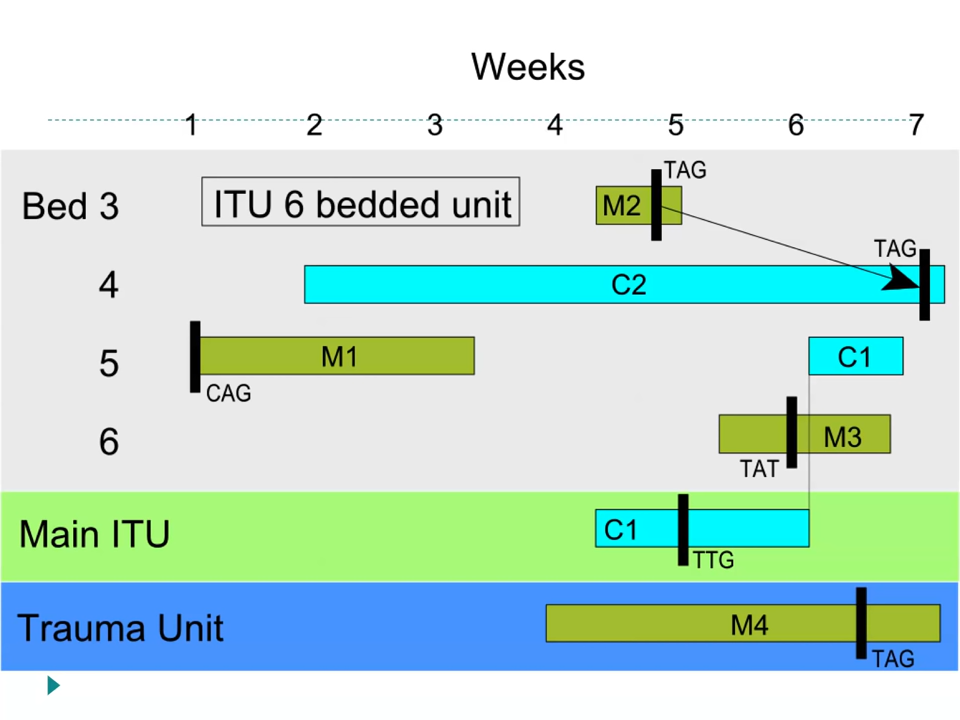 Weeks
1 2 3 4 5 6 7
TAG
Bed 3 ITU 6 bedded unit M2
TAG
4 C2
5 M1 C1
CAG
6 M3
TAT
Main ITU C1
TTG
Trauma Unit M4
TAG